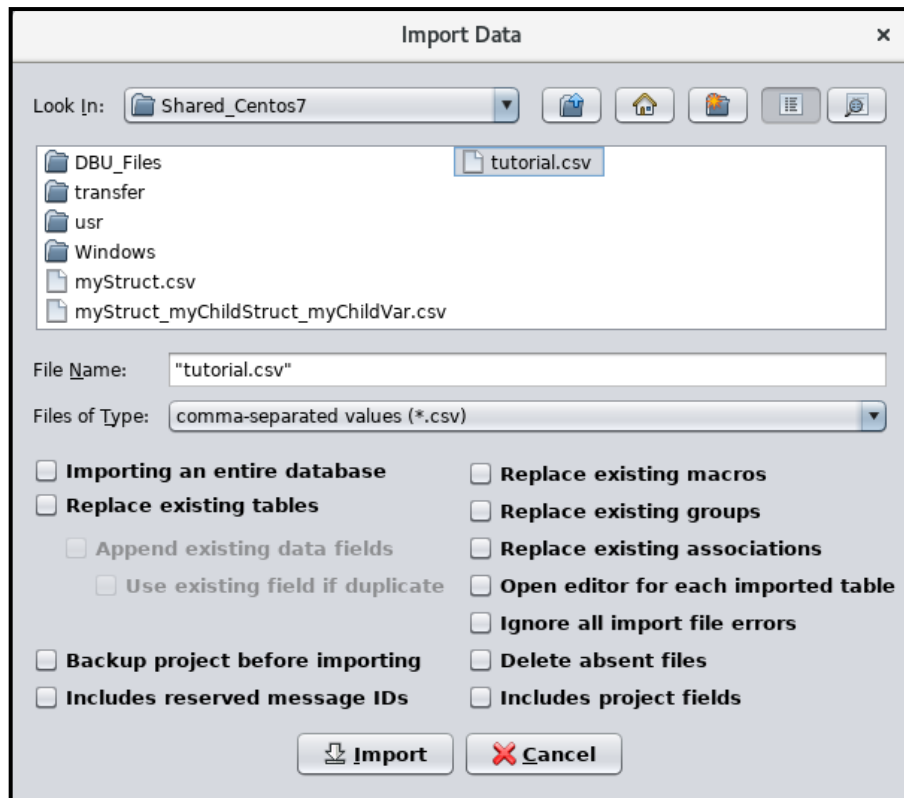 Import Data
Look In: Shared_Centos7
DBU_Files
transfer
usr
Windows
myStruct.csv
myStruct_myChildStruct_myChildVar.csv
tutorial.csv
File Name: "tutorial.csv"
Files of Type: comma-separated values (*.csv)
Importing an entire database
Replace existing tables
Append existing data fields
Use existing field if duplicate
Backup project before importing
Includes reserved message IDs
Replace existing macros
Replace existing groups
Replace existing associations
Open editor for each imported table
Ignore all import file errors
Delete absent files
Includes project fields
Import
Cancel